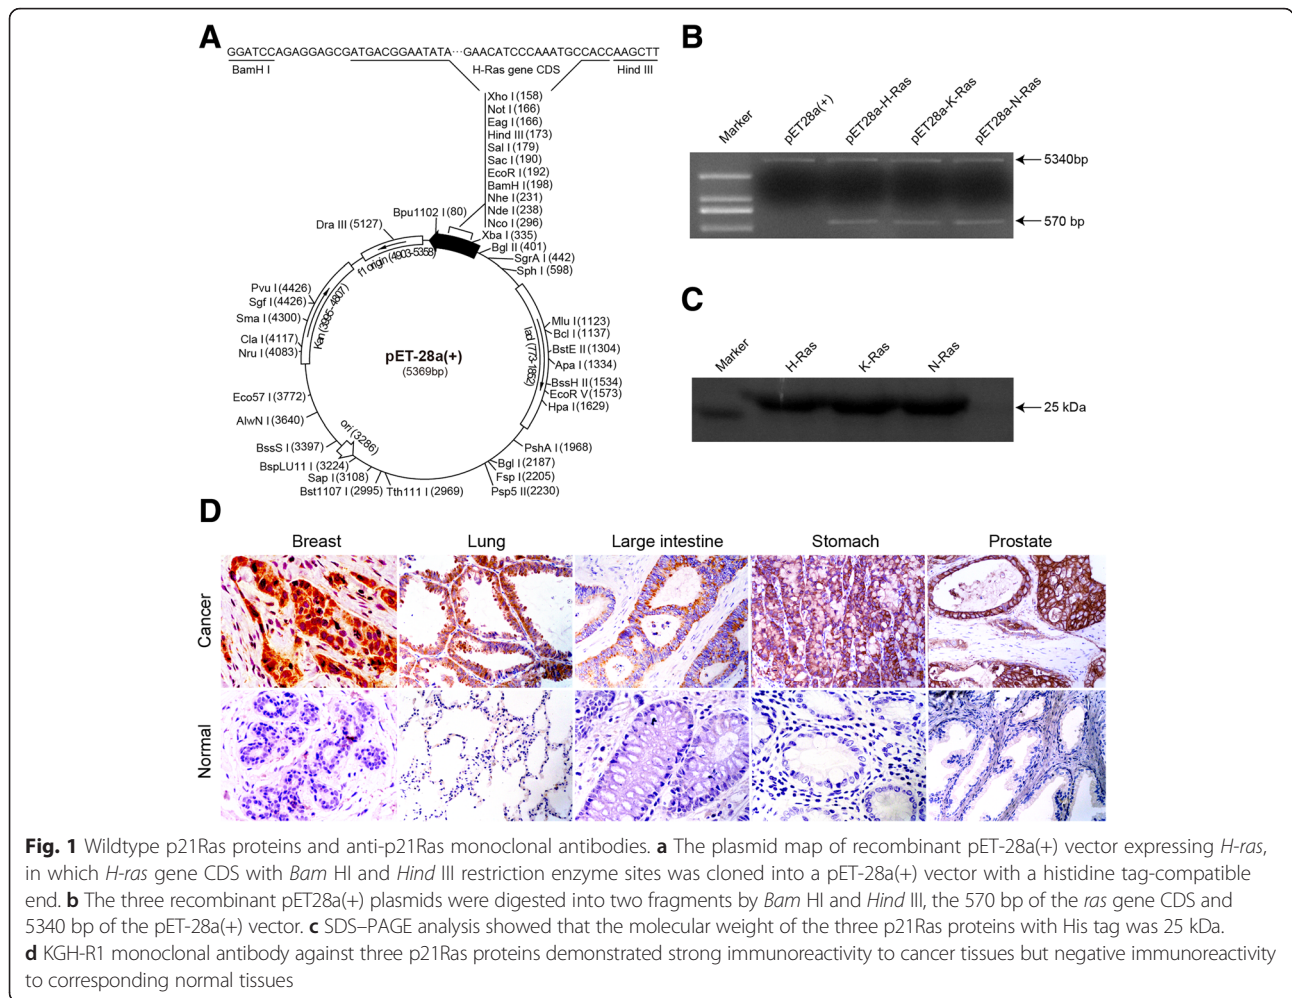 A
GGATCCAGAGGAGCGATGACGGAATATA···GAACATCCCAAATGCCACCAAGCTT
BamH I
H-Ras gene CDS
Hind III
Xho I (158)
Not I (166)
Eag I (166)
Hind III (173)
Sal I (179)
Sac I (190)
EcoR I (192)
BamH I (198)
Nhe I (231)
Nde I (238)
Nco I (296)
Xba I (335)
Bgl II (401)
SgrA I (442)
Sph I (598)
Bpu1102 I (80)
Dra III (5127)
f1 origin (4903-5358)
Pvu I (4426)
Sgf I (4426)
Sma I (4300)
Kan (3995-4807)
Cla I (4117)
Nru I (4083)
Eco57 I (3772)
AlwN I (3640)
ori (3286)
BssS I (3397)
BspLU11 I (3224)
Sap I (3108)
Bst1107 I (2995)
Tth111 I (2969)
Mlu I (1123)
Bcl I (1137)
BstE II (1304)
Apa I (1334)
lacI (773-1852)
BssH II (1534)
EcoR V (1573)
Hpa I (1629)
PshA I (1968)
Bgl I (2187)
Fsp I (2205)
Psp5 II (2230)
pET-28a(+)
(5369bp)
B
Marker
pET28a(+)
pET28a-H-Ras
pET28a-K-Ras
pET28a-N-Ras
5340bp
570 bp
C
Marker
H-Ras
K-Ras
N-Ras
25 kDa
D
Breast
Lung
Large intestine
Stomach
Prostate
Cancer
Normal
Fig. 1 Wildtype p21Ras proteins and anti-p21Ras monoclonal antibodies. a The plasmid map of recombinant pET-28a(+) vector expressing H-ras,
in which H-ras gene CDS with Bam HI and Hind III restriction enzyme sites was cloned into a pET-28a(+) vector with a histidine tag-compatible
end. b The three recombinant pET28a(+) plasmids were digested into two fragments by Bam HI and Hind III, the 570 bp of the ras gene CDS and
5340 bp of the pET-28a(+) vector. c SDS–PAGE analysis showed that the molecular weight of the three p21Ras proteins with His tag was 25 kDa.
d KGH-R1 monoclonal antibody against three p21Ras proteins demonstrated strong immunoreactivity to cancer tissues but negative immunoreactivity
to corresponding normal tissues